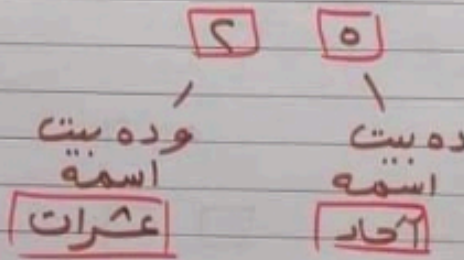 ٢ ٥
ده بيت
اسمه
آحاد
وده بيت
اسمه
عشرات